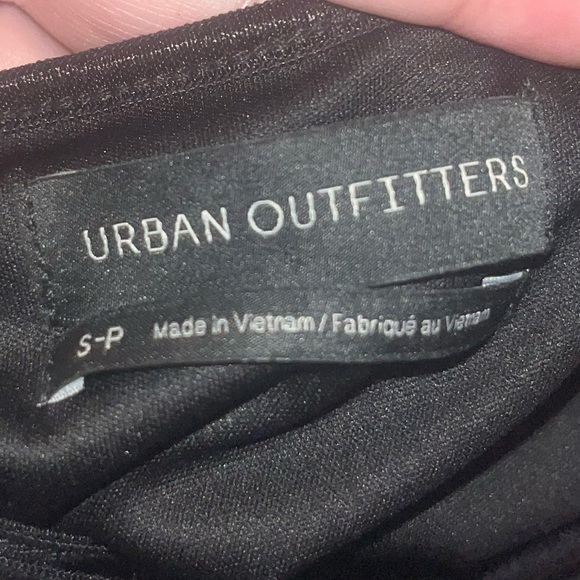 URBAN OUTFITTERS
S-P Made in Vietnam / Fabriqué au Vietnam